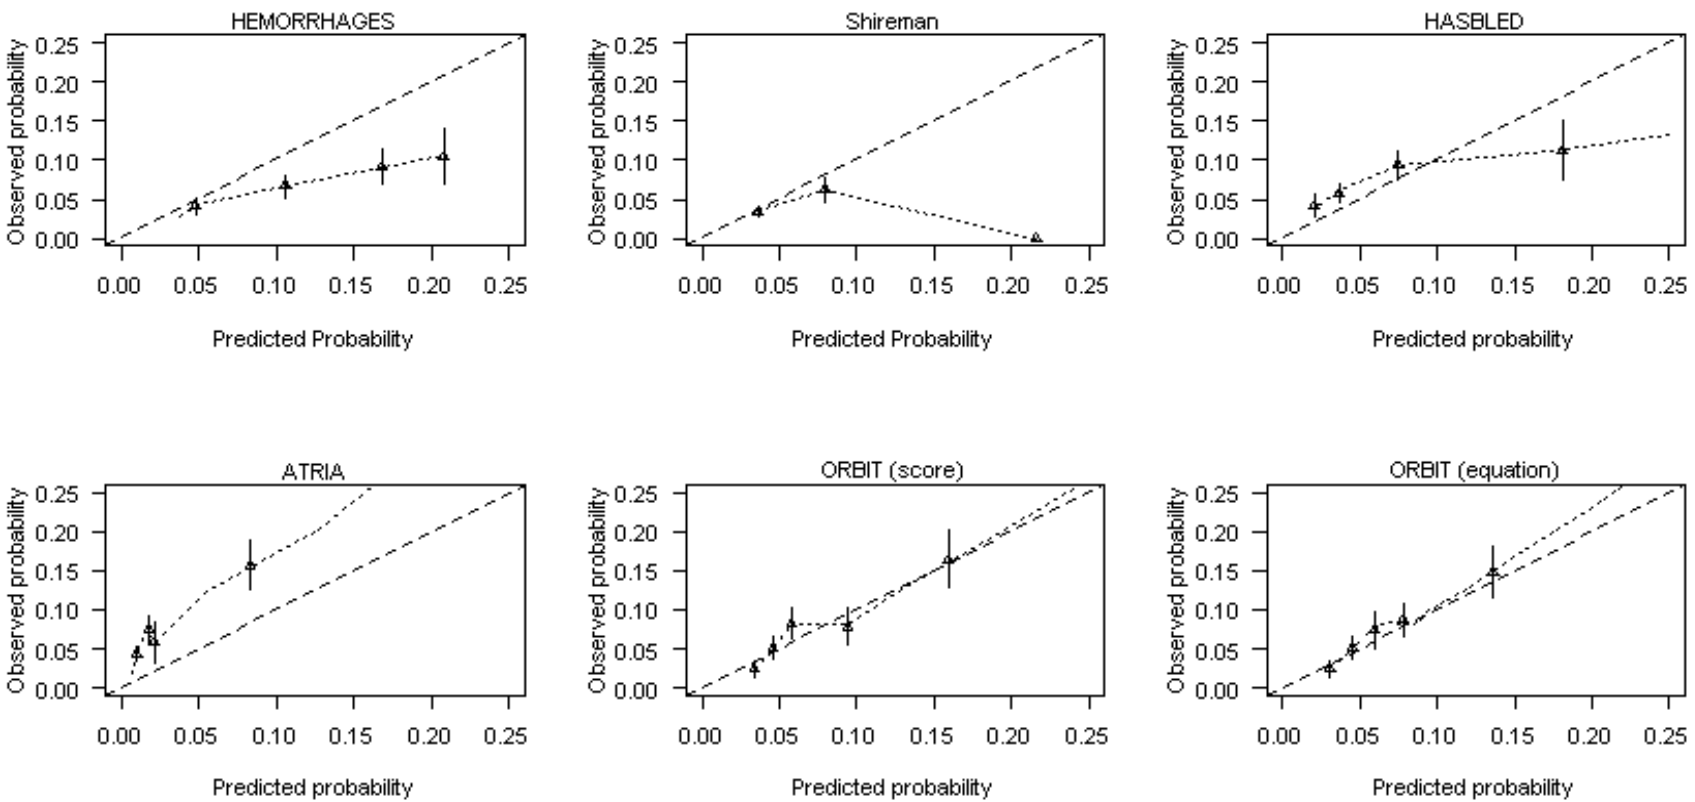 HEMORRHAGES
Observed probability
0.25
0.20
0.15
0.10
0.05
0.00
0.00 0.05 0.10 0.15 0.20 0.25
Predicted Probability
Shireman
Observed probability
0.25
0.20
0.15
0.10
0.05
0.00
0.00 0.05 0.10 0.15 0.20 0.25
Predicted Probability
HASBLED
Observed probability
0.25
0.20
0.15
0.10
0.05
0.00
0.00 0.05 0.10 0.15 0.20 0.25
Predicted probability
ATRIA
Observed probability
0.25
0.20
0.15
0.10
0.05
0.00
0.00 0.05 0.10 0.15 0.20 0.25
Predicted probability
ORBIT (score)
Observed probability
0.25
0.20
0.15
0.10
0.05
0.00
0.00 0.05 0.10 0.15 0.20 0.25
Predicted probability
ORBIT (equation)
Observed probability
0.25
0.20
0.15
0.10
0.05
0.00
0.00 0.05 0.10 0.15 0.20 0.25
Predicted probability